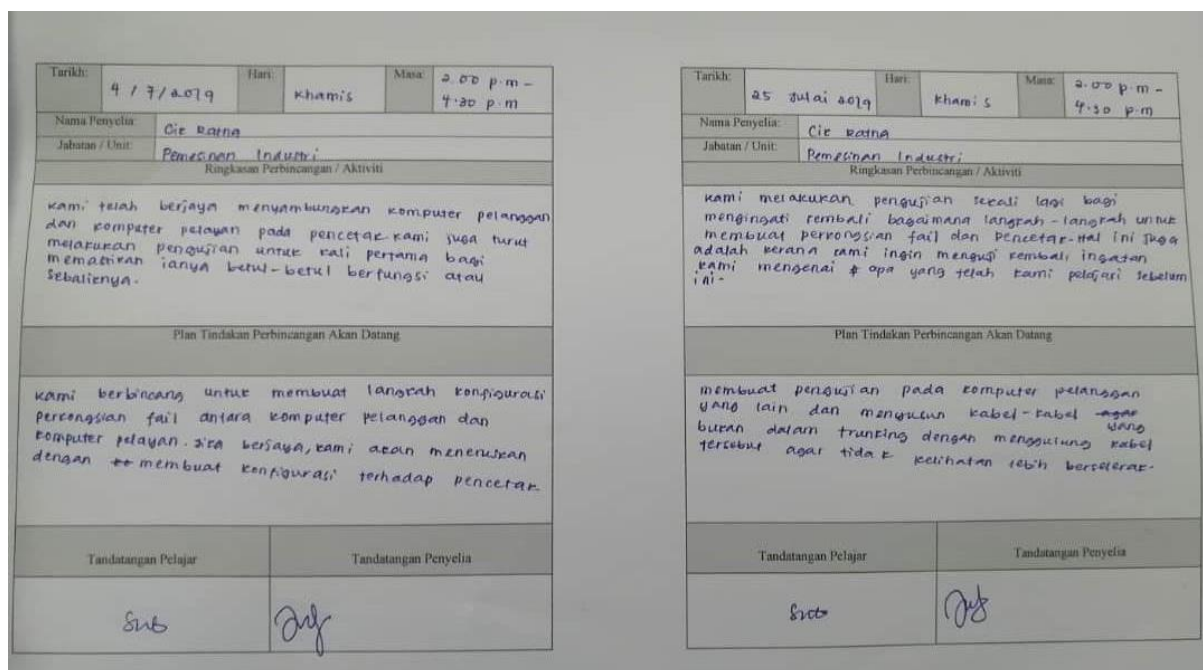 Tarikh: 4 / 7 / 2019 Hari: Khamis Masa: 2.00 p.m -
4.30 p.m
Nama Penyelia: Cik Ratna
Jabatan / Unit: Pemesinan Industri
Ringkasan Perbincangan / Aktiviti
Kami telah berjaya menyambungkan komputer pelanggan
dan komputer pelayan pada pencetak. Kami juga turut
melakukan pengujian untuk kali pertama bagi
memastikan ianya betul-betul berfungsi atau
sebaliknya.
Plan Tindakan Perbincangan Akan Datang
Kami berbincang untuk membuat langkah konfigurasi
perkongsian fail antara komputer pelanggan dan
komputer pelayan. Jika berjaya, kami akan meneruskan
dengan membuat konfigurasi terhadap pencetak
Tandatangan Pelajar Tandatangan Penyelia
Tarikh: 25 Julai 2019 Hari: Khamis Masa: 2.00 p.m -
4.30 p.m
Nama Penyelia: Cik Ratna
Jabatan / Unit: Pemesinan Industri
Ringkasan Perbincangan / Aktiviti
Kami melakukan pengujian sekali lagi bagi
mengingati kembali bagaimana langkah-langkah untuk
membuat perkongsian fail dan pencetak. Hal ini juga
adalah kerana kami ingin menguji kembali ingatan
kami mengenai apa yang telah kami pelajari sebelum
ini.
Plan Tindakan Perbincangan Akan Datang
membuat pengujian pada komputer pelanggan
yang lain dan menyusun kabel-kabel agar yang
bukan dalam trunking dengan menggulung kabel
tersebut agar tidak kelihatan lebih berselerak.
Tandatangan Pelajar Tandatangan Penyelia